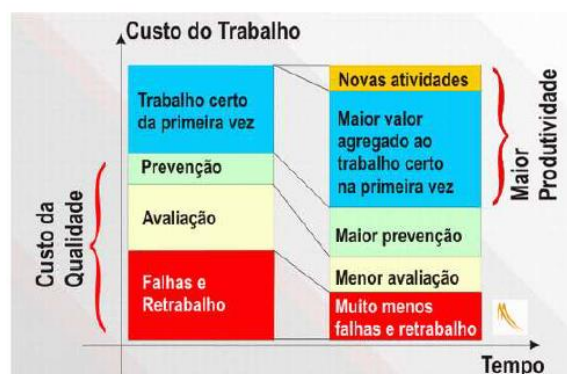 Custo do Trabalho
Trabalho certo
da primeira vez
Prevenção
Avaliação
Falhas e
Retrabalho
Custo da
Qualidade
Novas atividades
Maior valor
agregado ao
trabalho certo
na primeira vez
Maior prevenção
Menor avaliação
Muito menos
falhas e retrabalho
Maior
Produtividade
Tempo